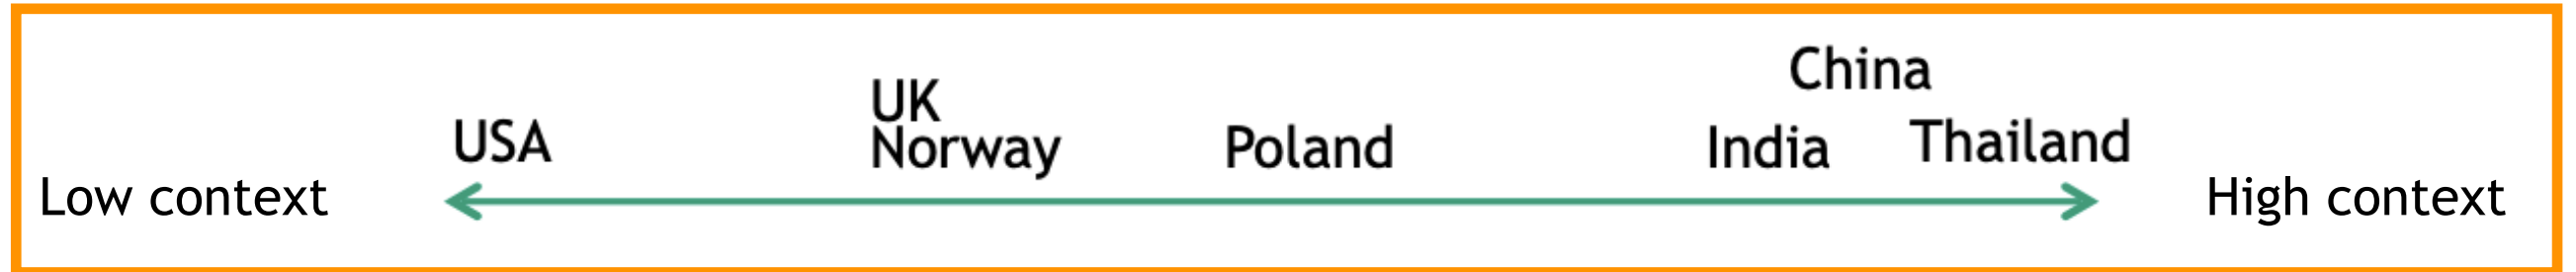 China
UK
USA
Norway
Poland
India
Thailand
Low context
High context